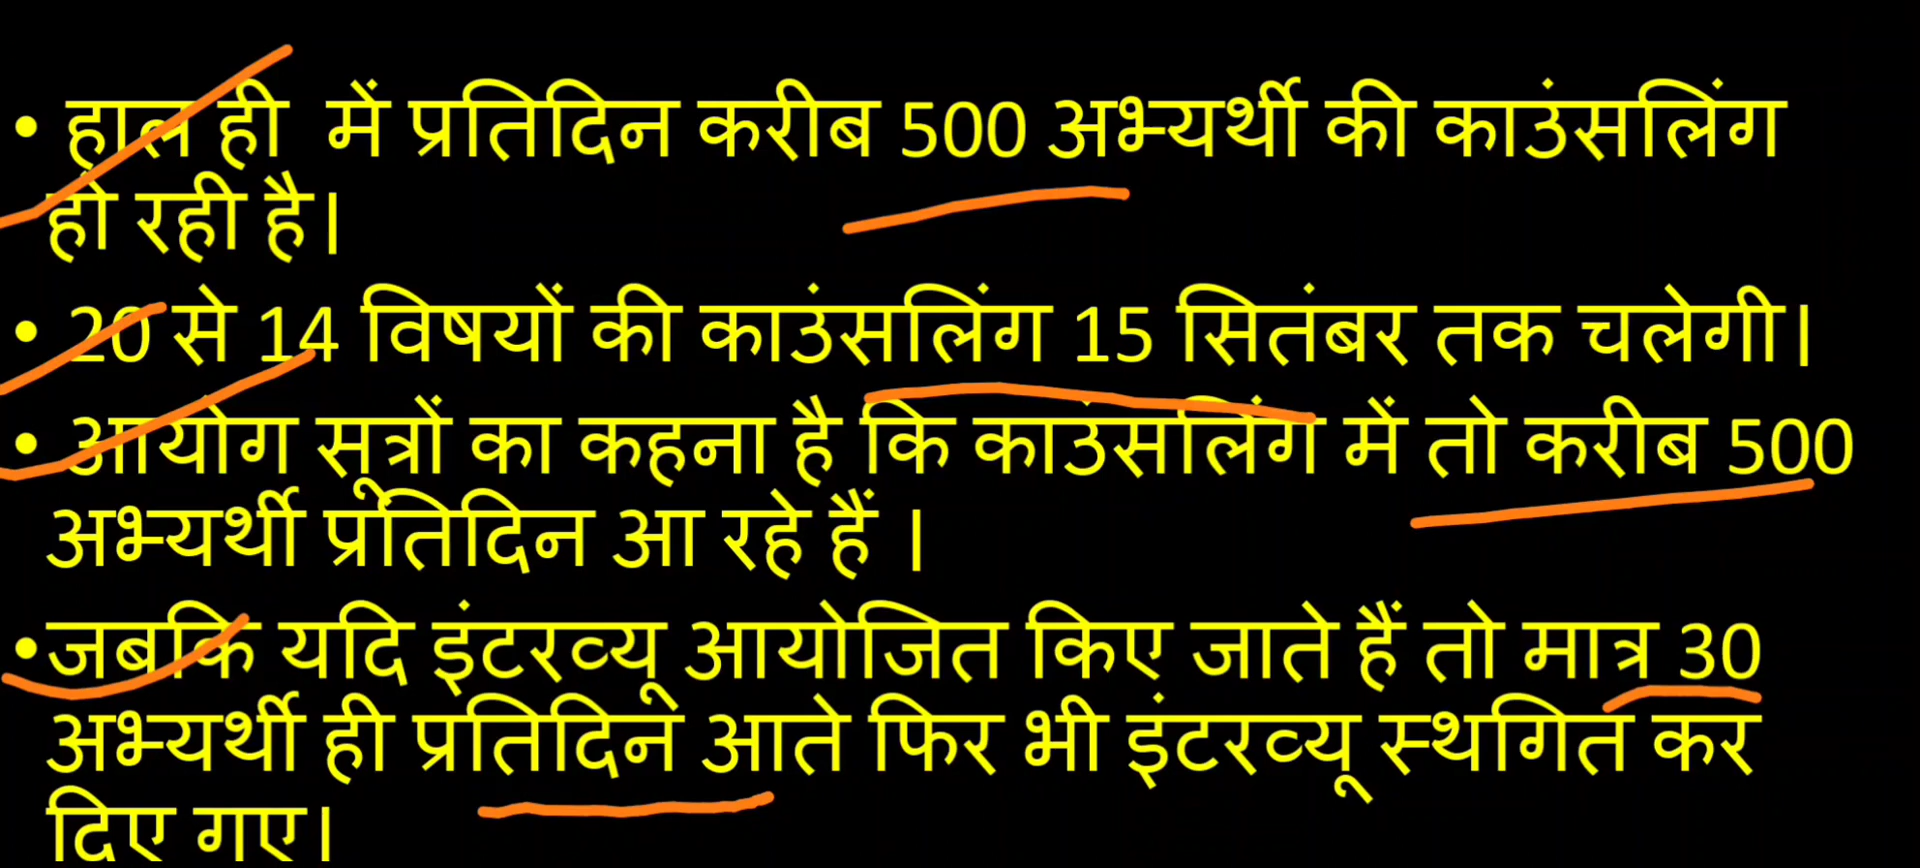 • हाल ही में प्रतिदिन करीब 500 अभ्यर्थी की काउंसलिंग
हो रही है।
• 20 से 14 विषयों की काउंसलिंग 15 सितंबर तक चलेगी।
• आयोग सूत्रों का कहना है कि काउंसलिंग में तो करीब 500
अभ्यर्थी प्रतिदिन आ रहे हैं ।
•जबकि यदि इंटरव्यू आयोजित किए जाते हैं तो मात्र 30
अभ्यर्थी ही प्रतिदिन आते फिर भी इंटरव्यू स्थगित कर
दिए गए।